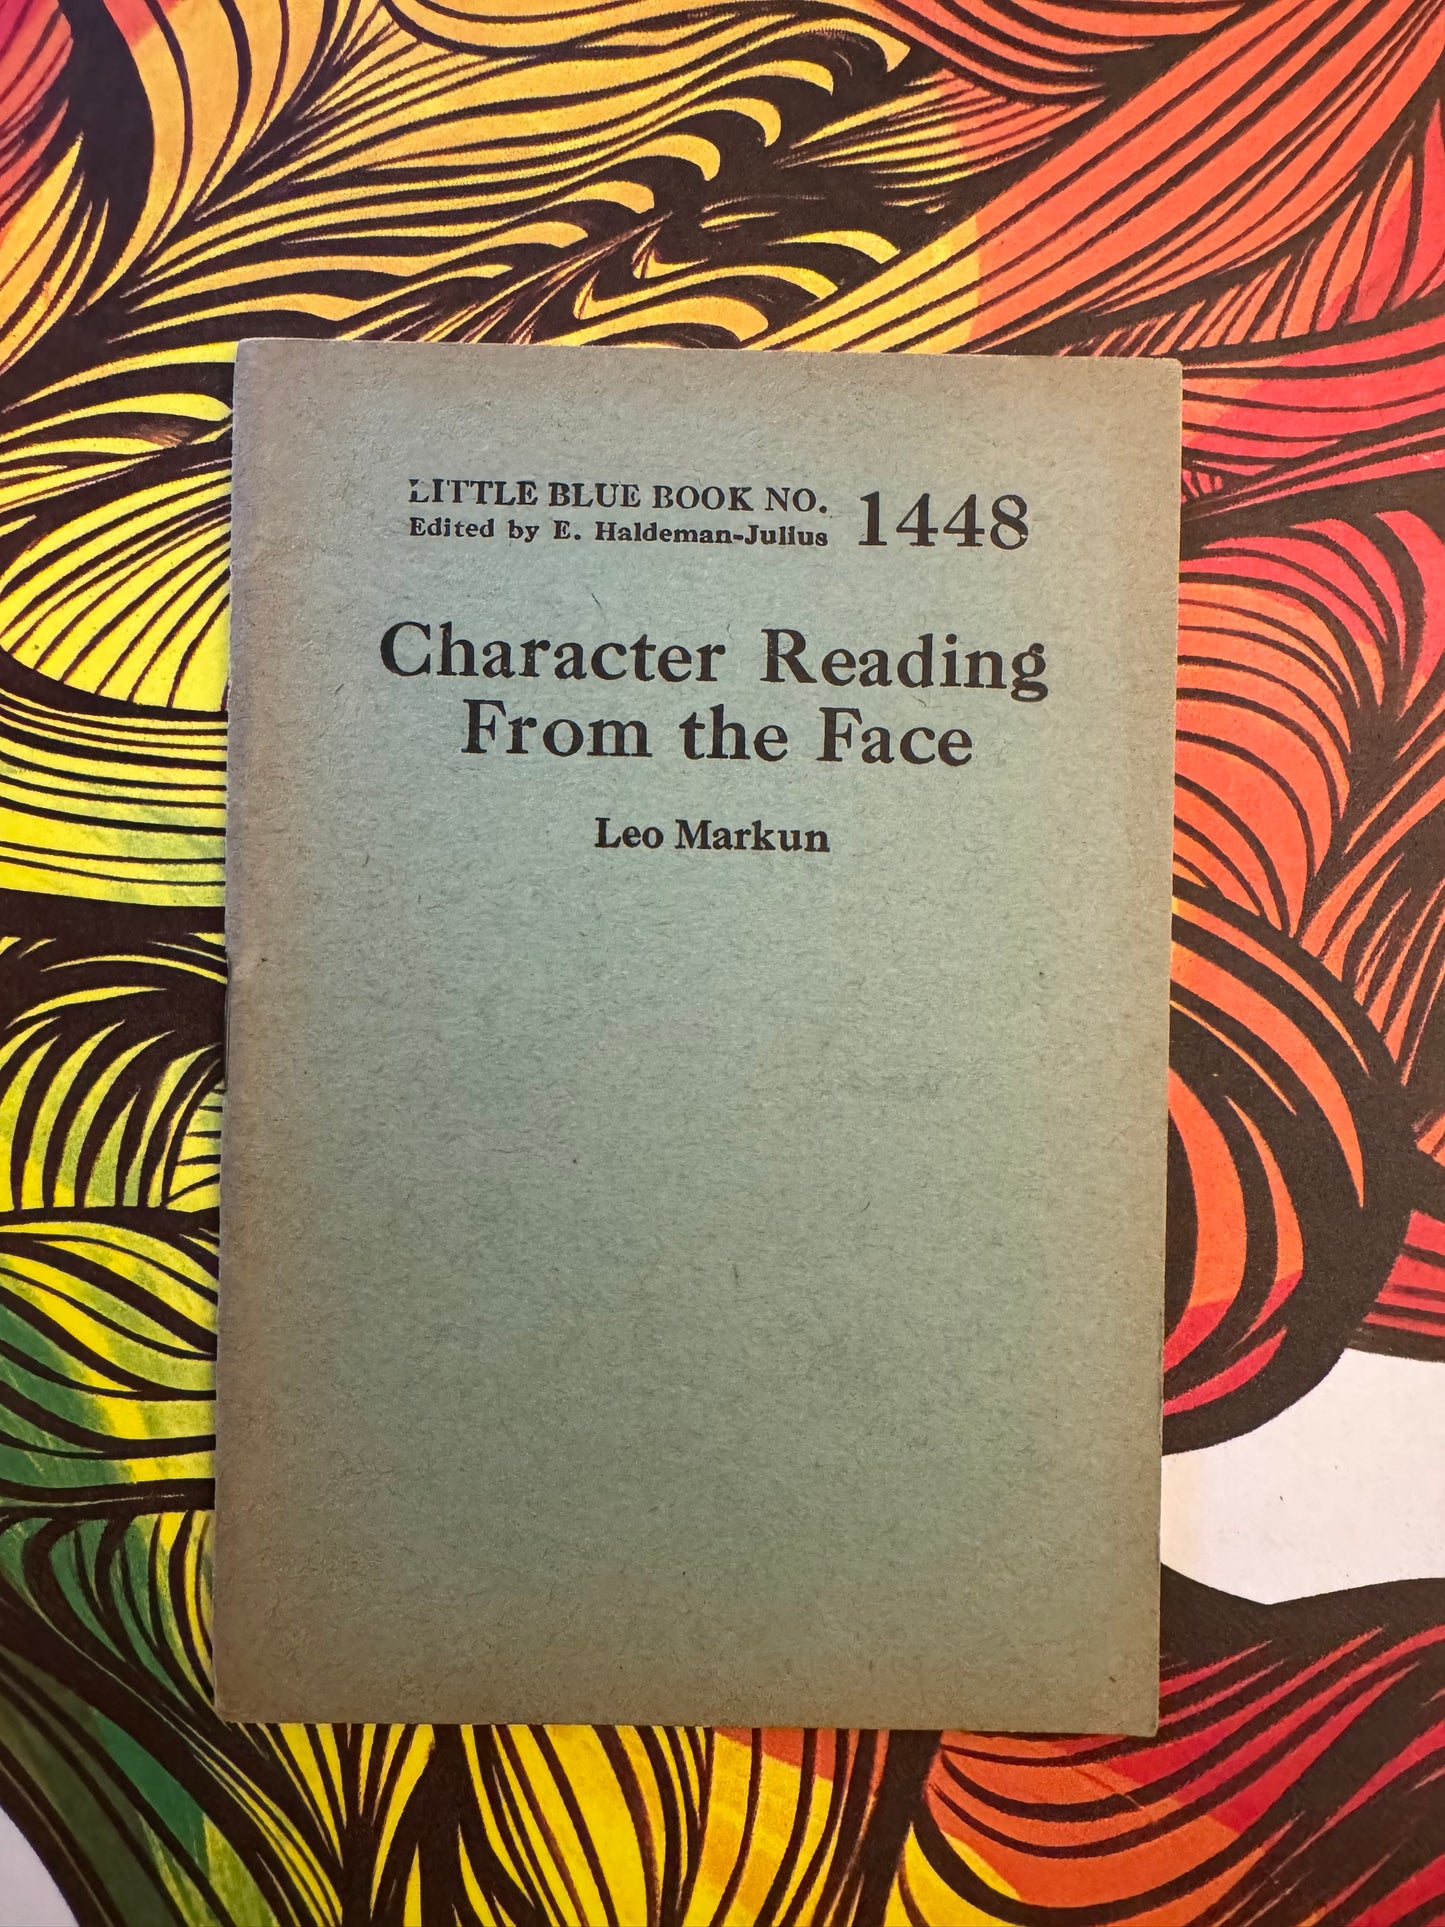 LITTLE BLUE BOOK NO. 1448
Edited by E. Haldeman-Julius
Character Reading
From the Face
Leo Markun